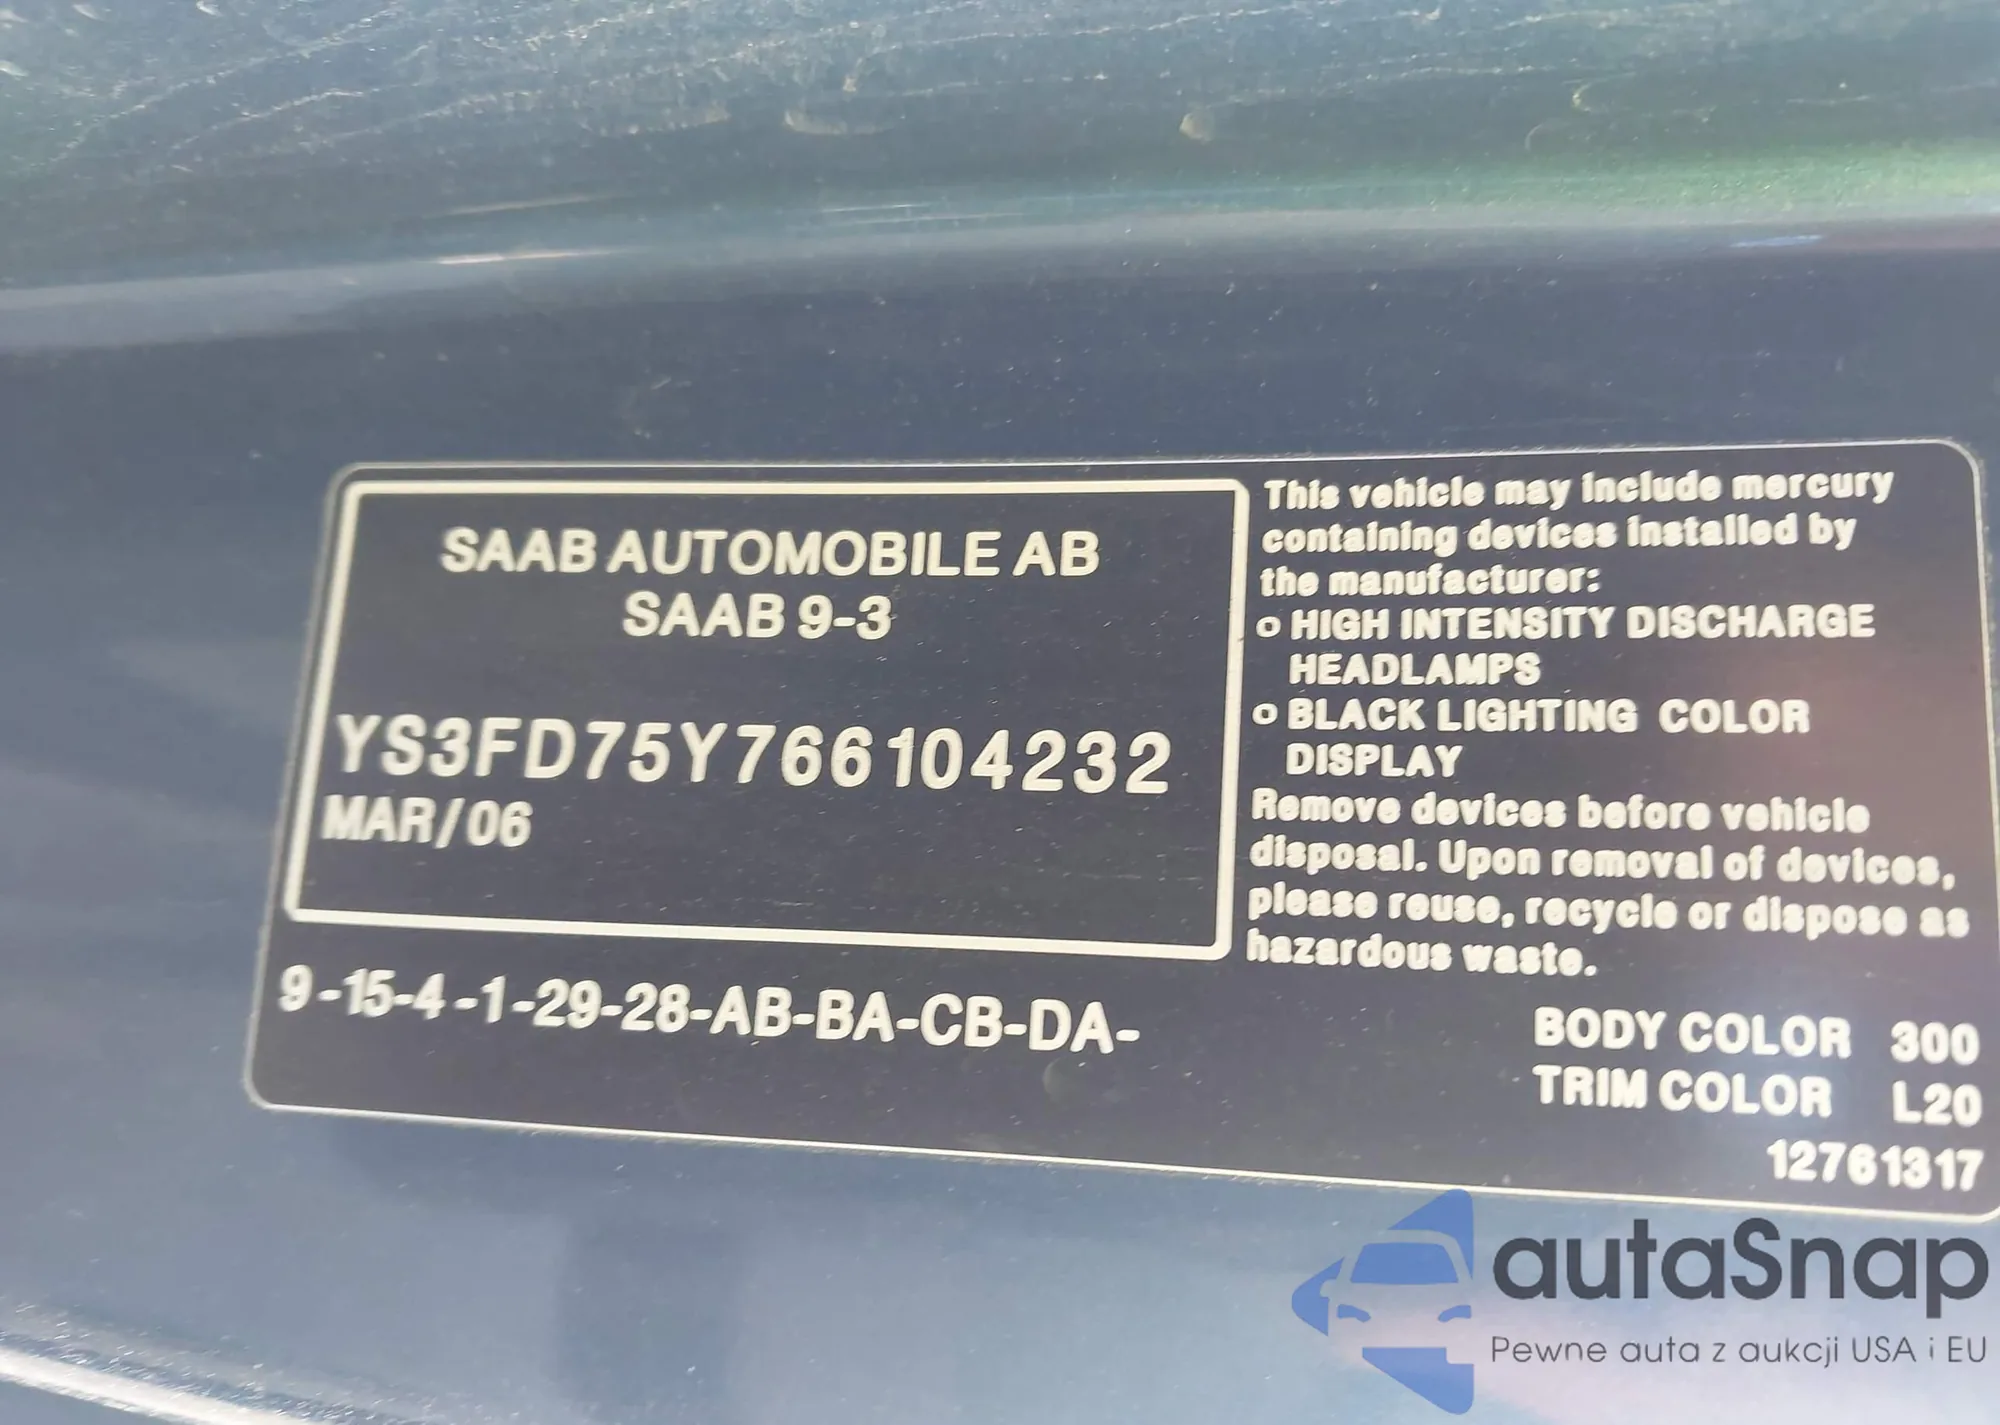 SAAB AUTOMOBILE AB
SAAB 9-3
YS3FD75Y766104232
MAR/06
9-15-4-1-29-28-AB-BA-CB-DA-
This vehicle may include mercury
containing devices installed by
the manufacturer:
o HIGH INTENSITY DISCHARGE
HEADLAMPS
o BLACK LIGHTING COLOR
DISPLAY
Remove devices before vehicle
disposal. Upon removal of devices,
please reuse, recycle or dispose as
hazardous waste.
BODY COLOR 300
TRIM COLOR L20
12761317
autaSnap
Pewne auta z aukcji USA i EU